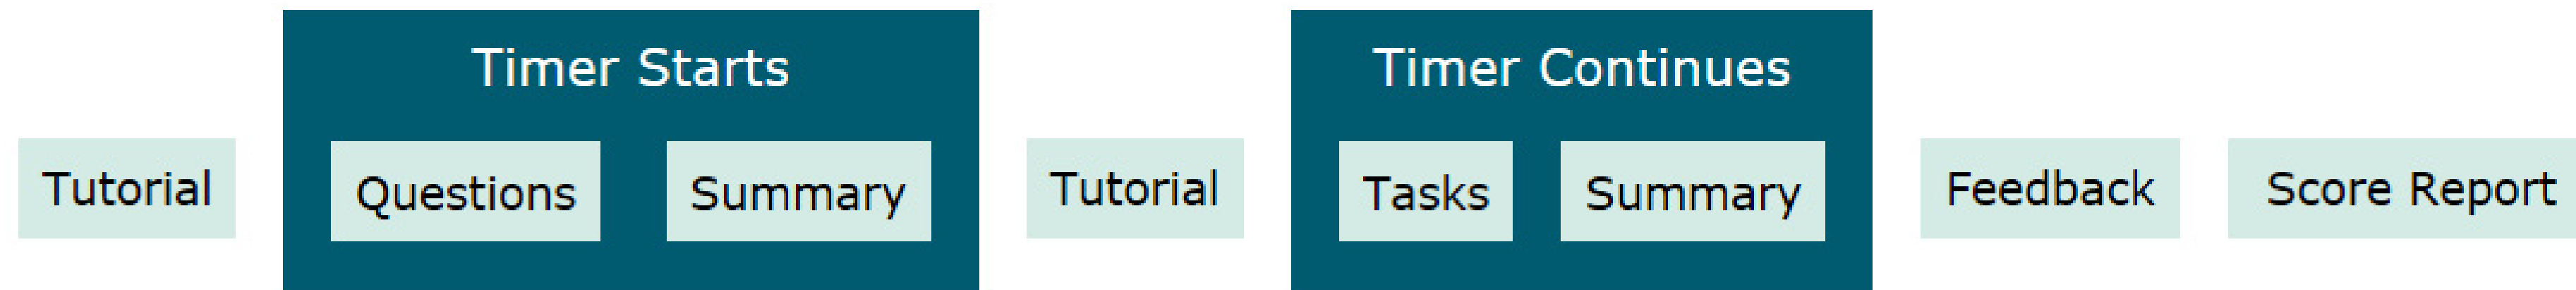 Tutorial
Timer Starts
Questions
Summary
Tutorial
Timer Continues
Tasks
Summary
Feedback
Score Report